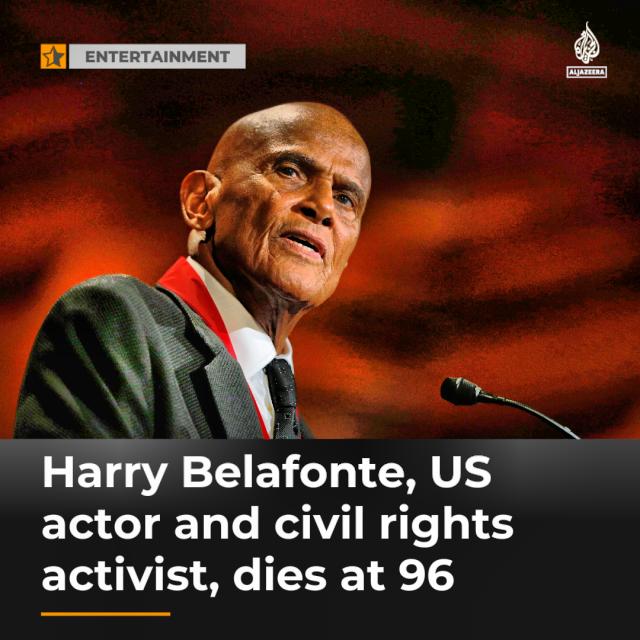 ENTERTAINMENT
ALJAZEERA
Harry Belafonte, US
actor and civil rights
activist, dies at 96